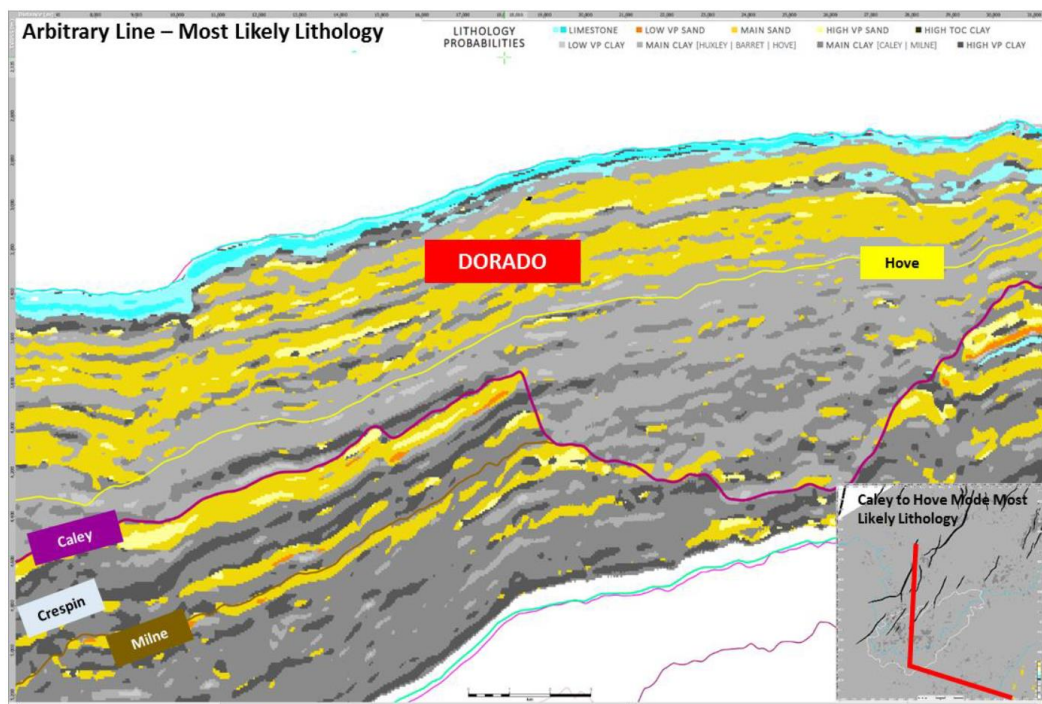 Arbitrary Line – Most Likely Lithology
LITHOLOGY PROBABILITIES
LIMESTONE LOW VP SAND MAIN SAND HIGH VP SAND HIGH TOC CLAY
LOW VP CLAY MAIN CLAY [HUXLEY | BARRET | HOVE] MAIN CLAY [CALEY | MILNE] HIGH VP CLAY
DORADO
Hove
Caley
Crespin
Milne
Caley to Hove Mode Most
Likely Lithology